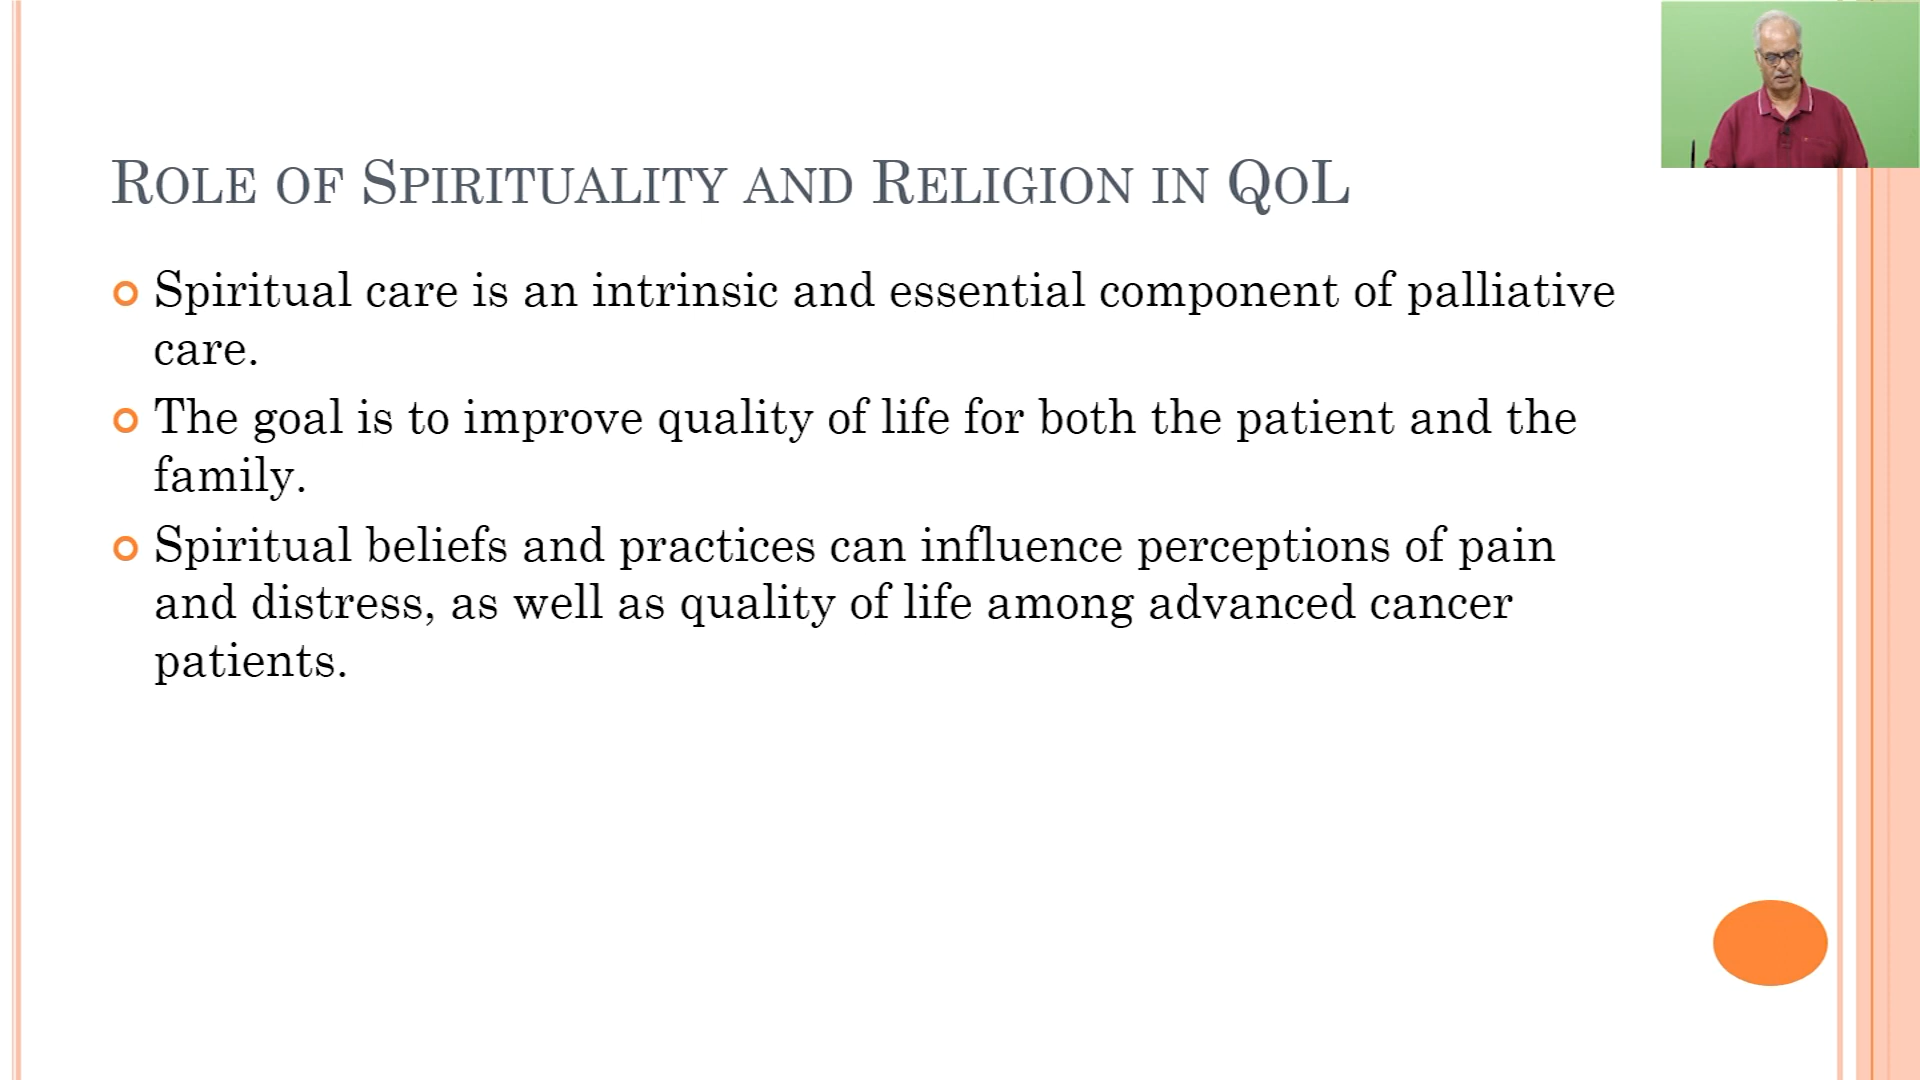 ROLE OF SPIRITUALITY AND RELIGION IN QOL
Spiritual care is an intrinsic and essential component of palliative
care.
The goal is to improve quality of life for both the patient and the
family.
Spiritual beliefs and practices can influence perceptions of pain
and distress, as well as quality of life among advanced cancer
patients.